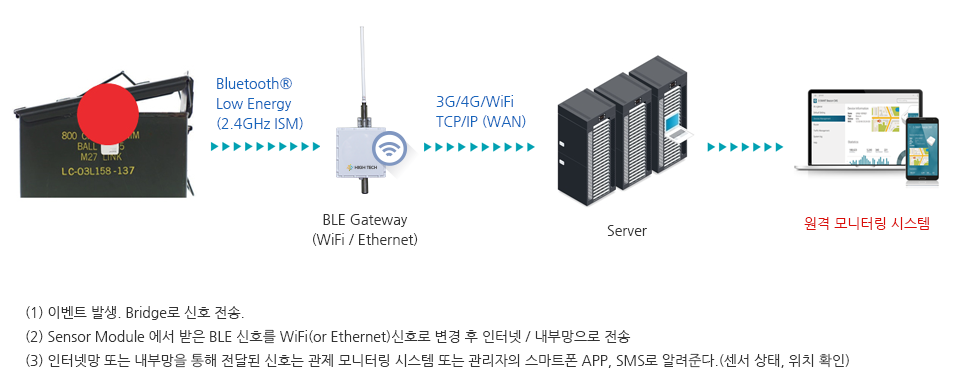 Bluetooth®
Low Energy
(2.4GHz ISM)
3G/4G/WiFi
TCP/IP (WAN)
800 C
BALL
M27 LINK
LC-03L158-137
HIGH TECH
BLE Gateway
(WiFi / Ethernet)
Server
원격 모니터링 시스템
(1) 이벤트 발생. Bridge로 신호 전송.
(2) Sensor Module 에서 받은 BLE 신호를 WiFi(or Ethernet)신호로 변경 후 인터넷 / 내부망으로 전송
(3) 인터넷망 또는 내부망을 통해 전달된 신호는 관제 모니터링 시스템 또는 관리자의 스마트폰 APP, SMS로 알려준다.(센서 상태, 위치 확인)